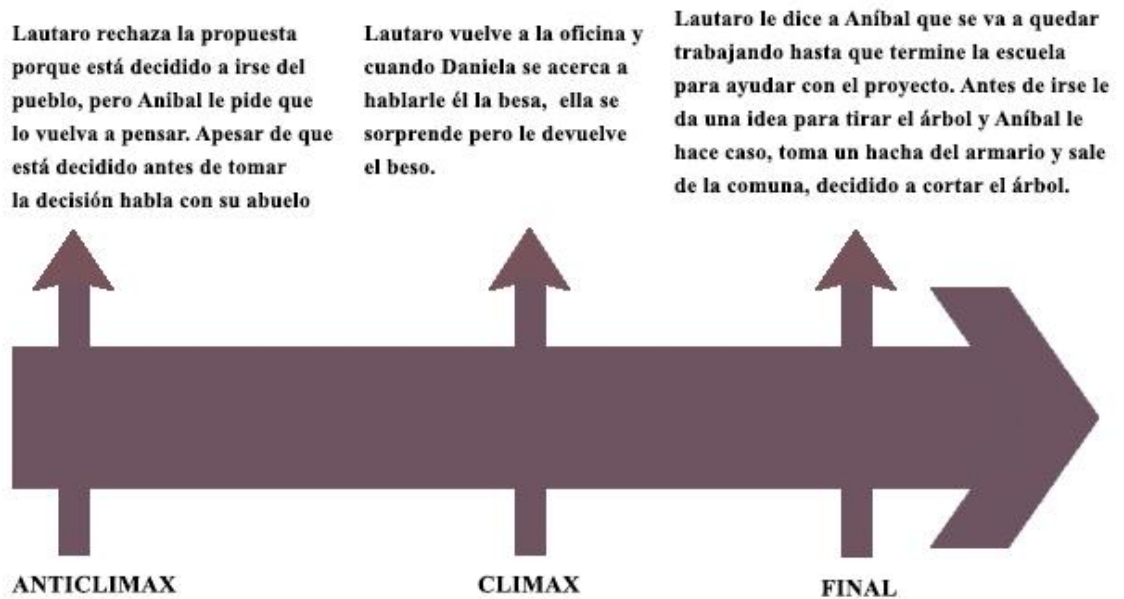 Lautaro rechaza la propuesta
porque está decidido a irse del
pueblo, pero Anibal le pide que
lo vuelva a pensar. Apesar de que
está decidido antes de tomar
la decisión habla con su abuelo
Lautaro vuelve a la oficina y
cuando Daniela se acerca a
hablarle él la besa, ella se
sorprende pero le devuelve
el beso.
Lautaro le dice a Aníbal que se va a quedar
trabajando hasta que termine la escuela
para ayudar con el proyecto. Antes de irse le
da una idea para tirar el árbol y Aníbal le
hace caso, toma un hacha del armario y sale
de la comuna, decidido a cortar el árbol.
ANTICLIMAX
CLIMAX
FINAL